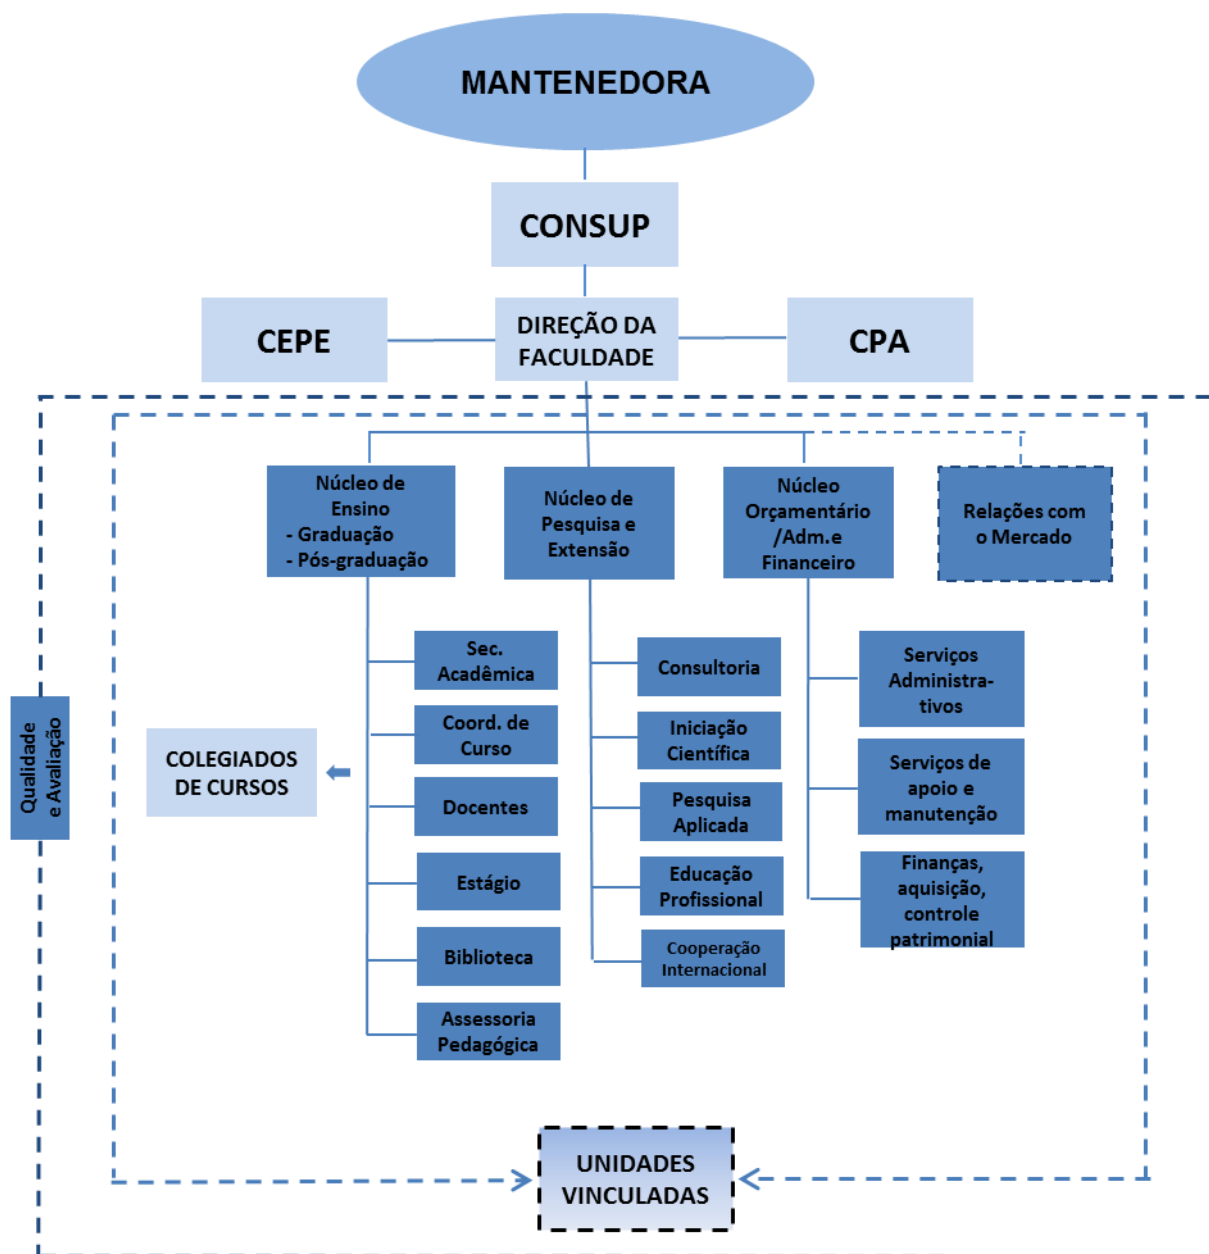 MANTENEDORA
CONSUP
CEPE
DIREÇÃO DA
FACULDADE
CPA
Núcleo de
Ensino
- Graduação
- Pós-graduação
Núcleo de
Pesquisa e
Extensão
Núcleo
Orçamentário
/Adm.e
Financeiro
Relações com
o Mercado
Sec.
Acadêmica
Coord. de
Curso
Docentes
Estágio
Biblioteca
Assessoria
Pedagógica
Consultoria
Iniciação
Científica
Pesquisa
Aplicada
Educação
Profissional
Cooperação
Internacional
Serviços
Administra-
tivos
Serviços de
apoio e
manutenção
Finanças,
aquisição,
controle
patrimonial
COLEGIADOS
DE CURSOS
Qualidade
e Avaliação
UNIDADES
VINCULADAS